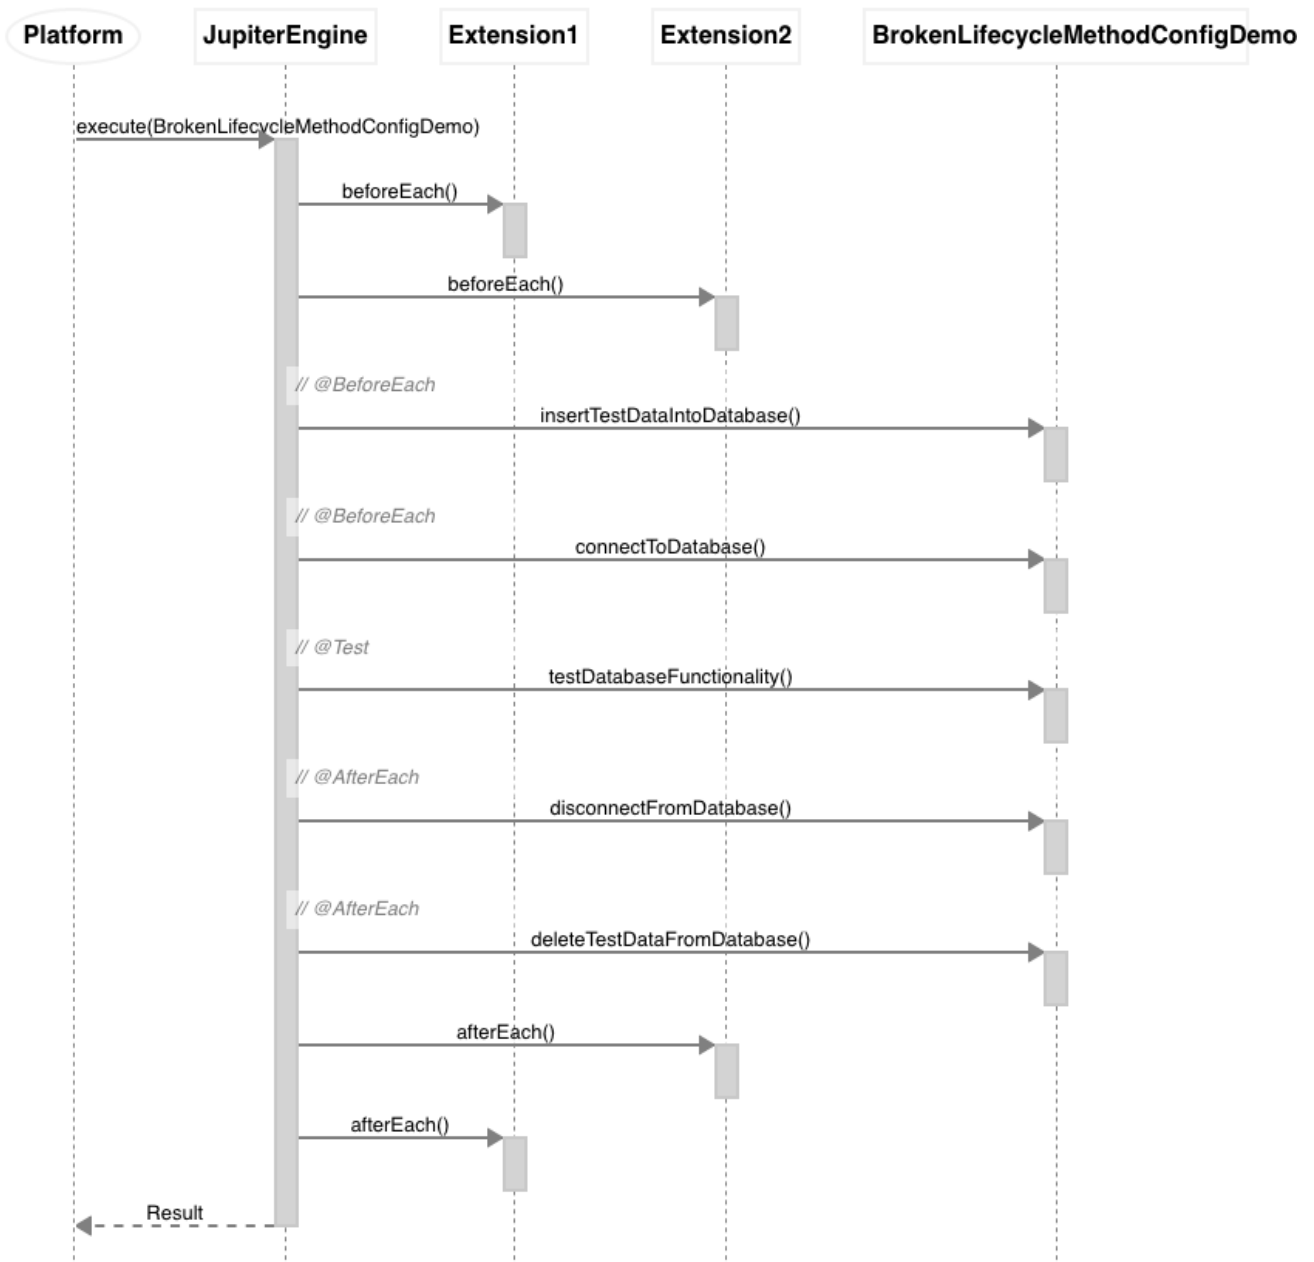 Platform
JupiterEngine
Extension1
Extension2
BrokenLifecycleMethodConfigDemo
execute(BrokenLifecycleMethodConfigDemo)
beforeEach()
beforeEach()
// @BeforeEach
insertTestDataIntoDatabase()
// @BeforeEach
connectToDatabase()
// @Test
testDatabaseFunctionality()
// @AfterEach
disconnectFromDatabase()
// @AfterEach
deleteTestDataFromDatabase()
afterEach()
afterEach()
Result